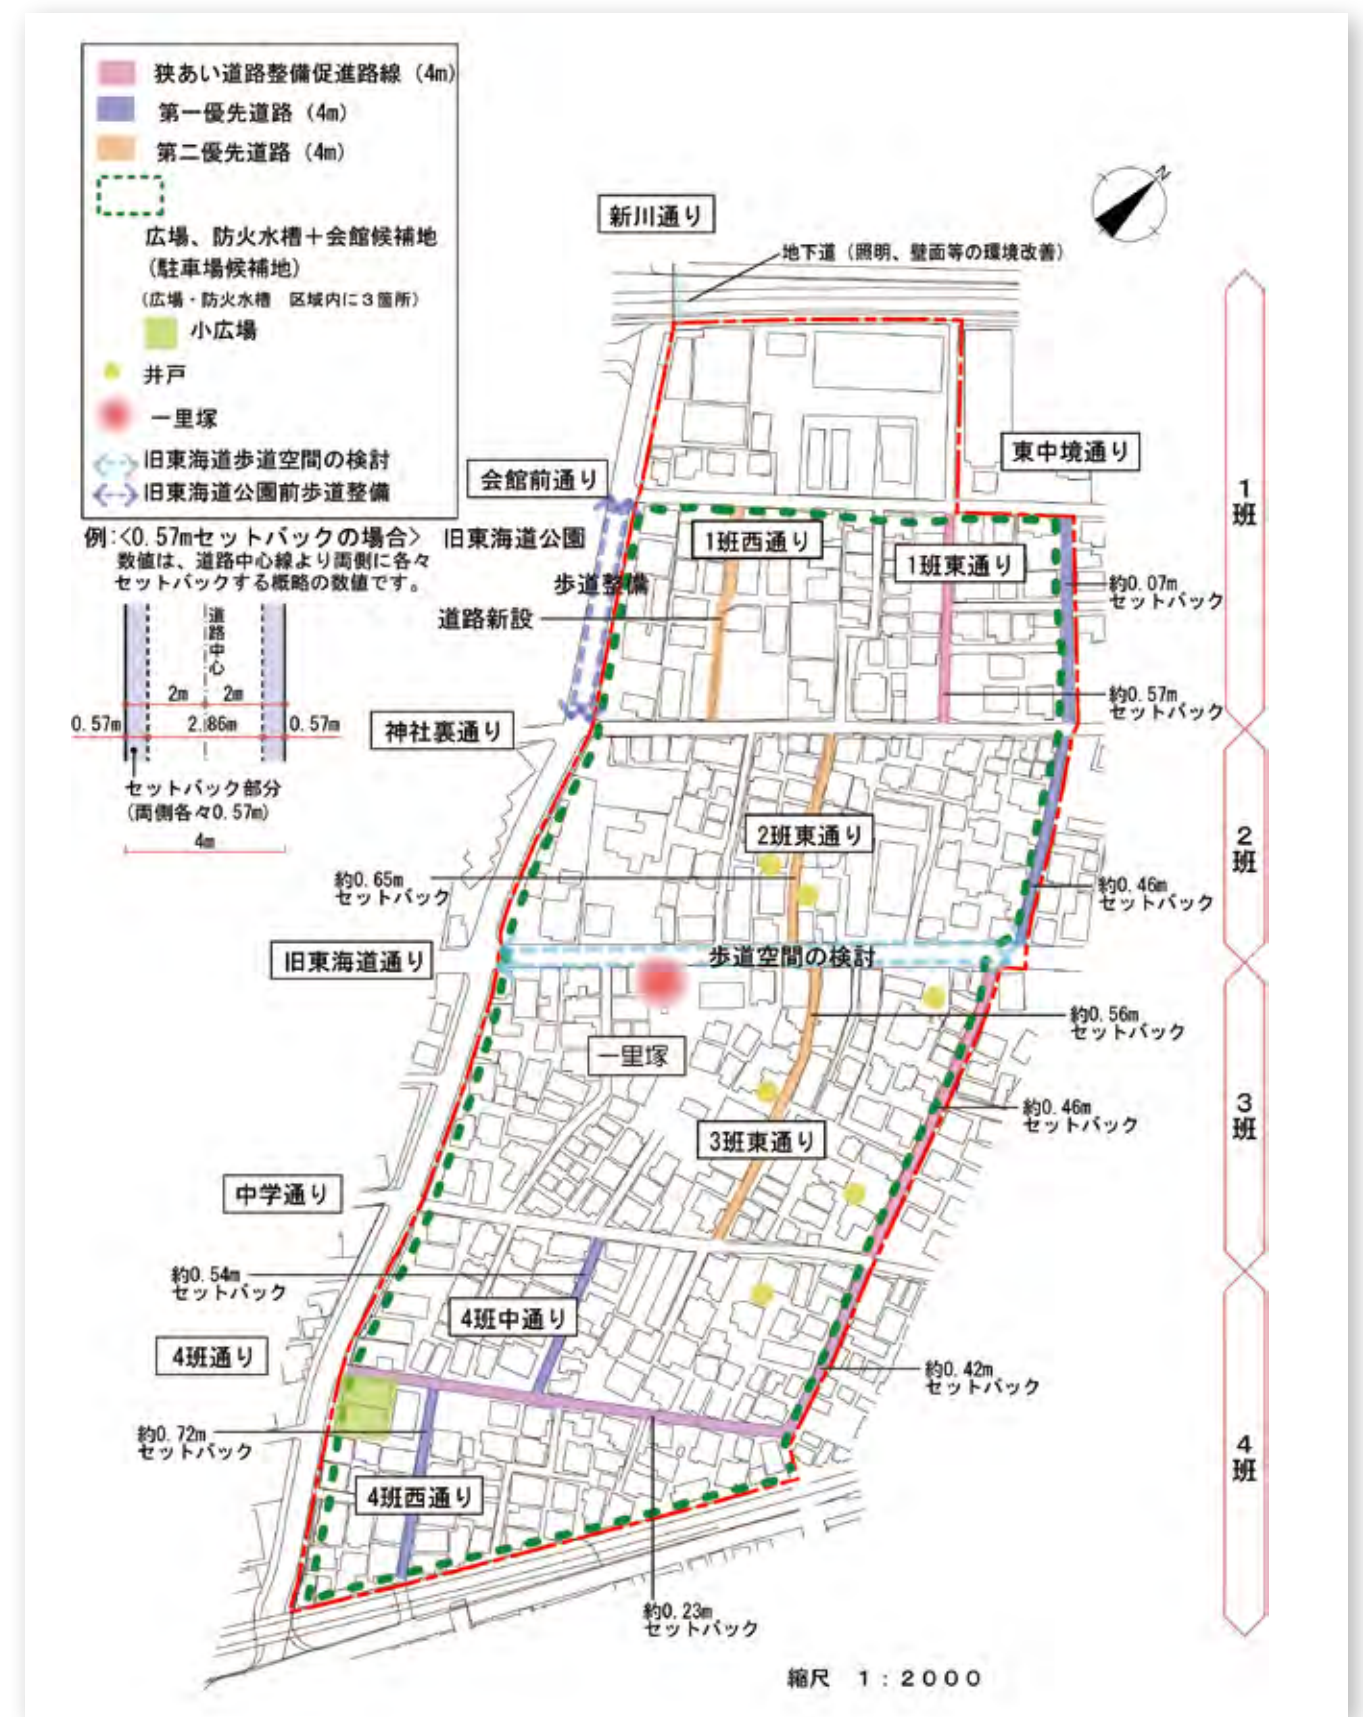 狭あい道路整備促進路線（4m）
第一優先道路（4m）
第二優先道路（4m）
広場、防火水槽＋会館候補地
（駐車場候補地）
（広場・防火水槽　区域内に３箇所）
小広場
井戸
一里塚
旧東海道歩道空間の検討
旧東海道公園前歩道整備
例:<0.57mセットバックの場合>
数値は、道路中心線より両側に各々
セットバックする概略の数値です。
道路中心
2m 2m
0.57m 2.86m 0.57m
セットバック部分
(両側各々0.57m)
4m
新川通り
地下道（照明、壁面等の環境改善）
N
東中境通り
会館前通り
旧東海道公園
歩道整備
1班西通り
1班東通り
道路新設
約0.07m
セットバック
約0.57m
セットバック
神社裏通り
2班東通り
約0.65m
セットバック
約0.46m
セットバック
旧東海道通り
歩道空間の検討
約0.56m
セットバック
一里塚
約0.46m
セットバック
3班東通り
中学通り
約0.54m
セットバック
4班中通り
4班通り
約0.42m
セットバック
約0.72m
セットバック
4班西通り
約0.23m
セットバック
1班
2班
3班
4班
縮尺　１：２０００